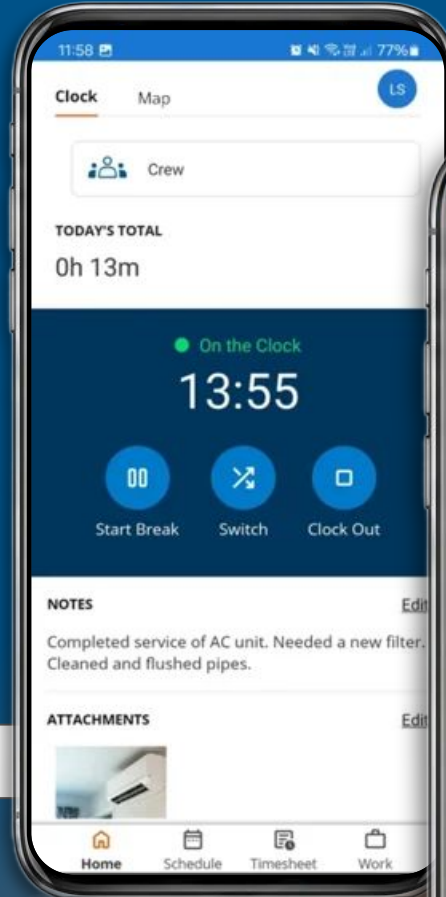 11:58 77%
Clock Map LS
Crew
TODAY'S TOTAL
0h 13m
On the Clock
13:55
Start Break Switch Clock Out
NOTES Edit
Completed service of AC unit. Needed a new filter.
Cleaned and flushed pipes.
ATTACHMENTS Edit
Home Schedule Timesheet Work